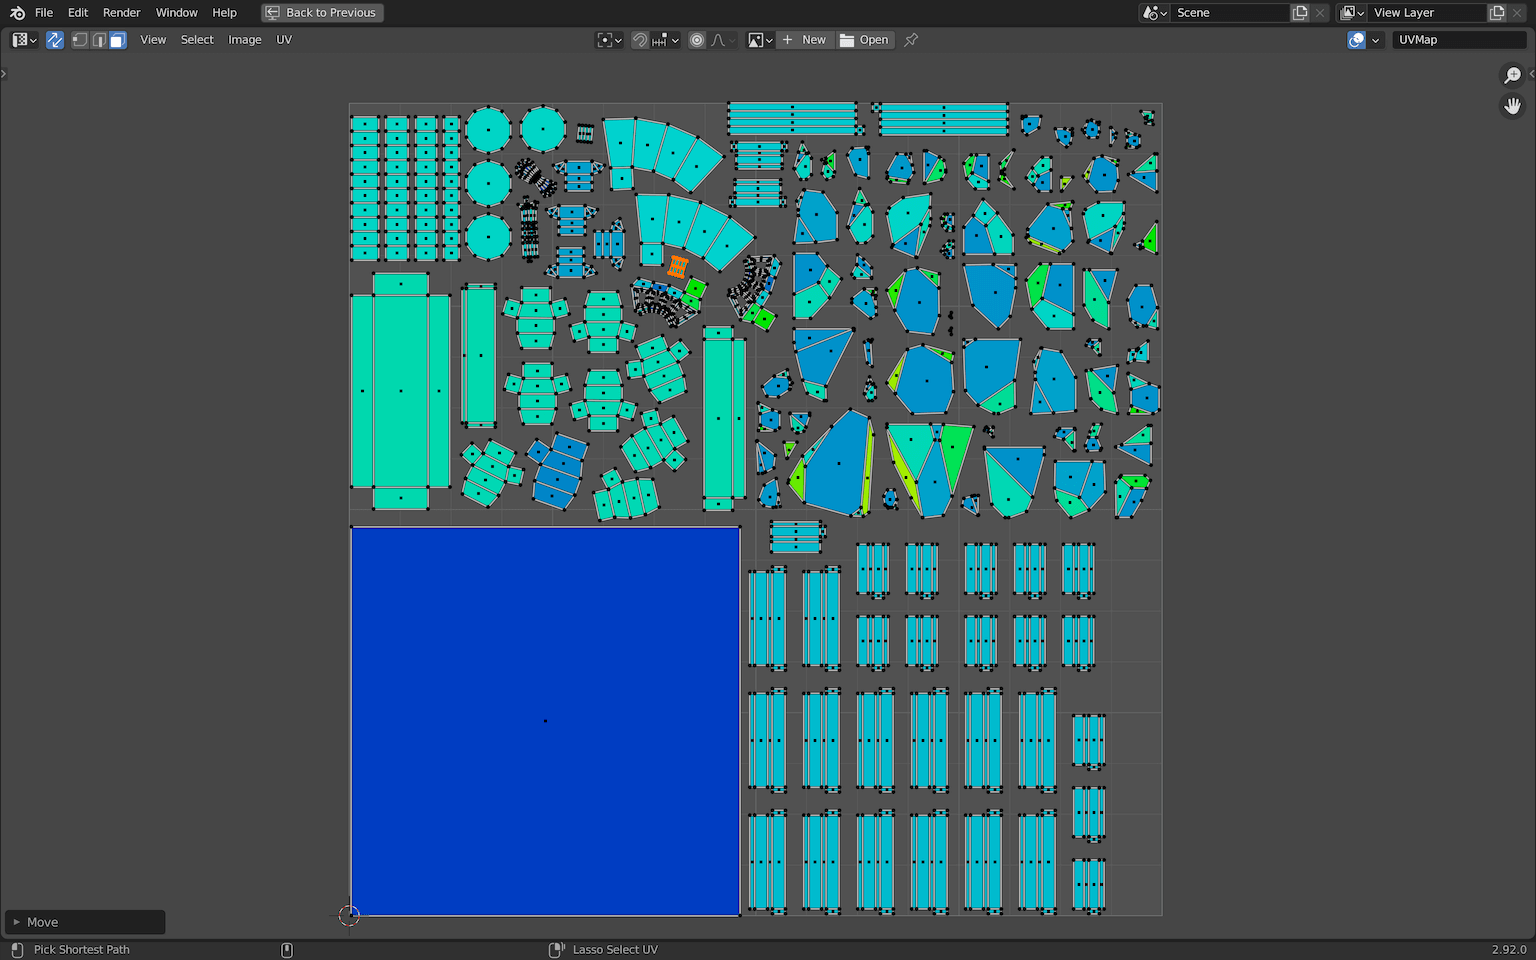 File Edit Render Window Help Back to Previous Scene View Layer
View Select Image UV New Open UVMap
Move
Pick Shortest Path Lasso Select UV 2.92.0